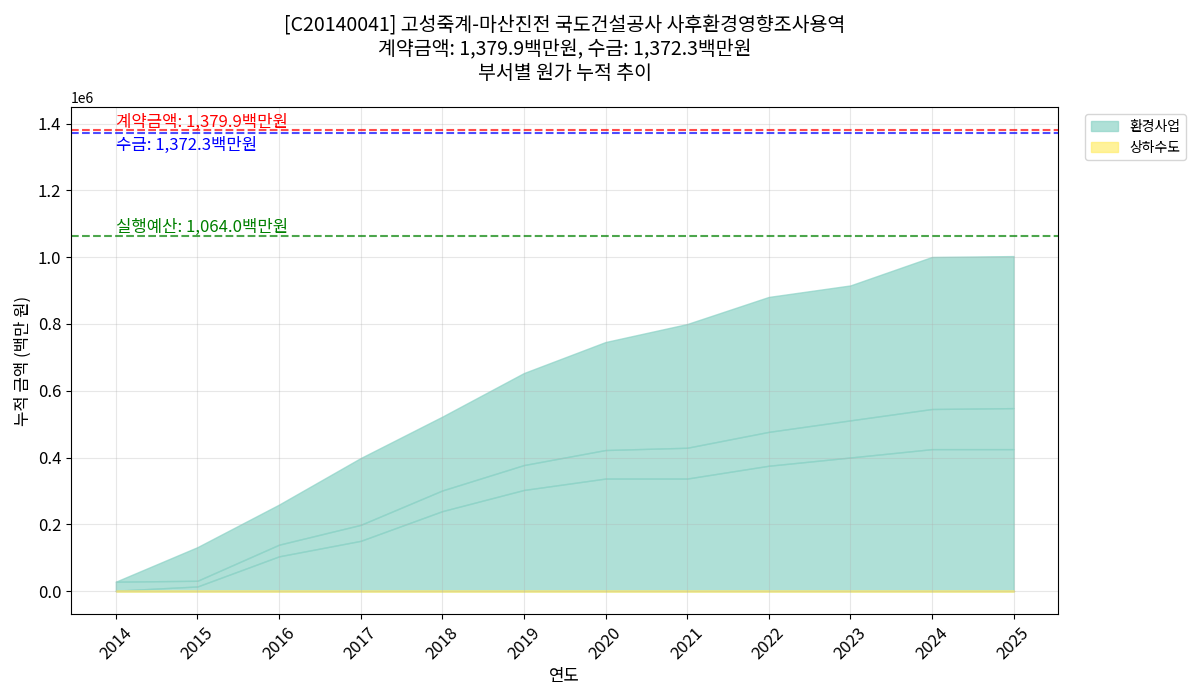 [C20140041] 고성죽계-마산진전 국도건설공사 사후환경영향조사용역
계약금액: 1,379.9백만원, 수금: 1,372.3백만원
부서별 원가 누적 추이
1e6
계약금액: 1,379.9백만원
수금: 1,372.3백만원
실행예산: 1,064.0백만원
환경사업
상하수도
누적 금액 (백만 원)
1.4
1.2
1.0
0.8
0.6
0.4
0.2
0.0
2014 2015 2016 2017 2018 2019 2020 2021 2022 2023 2024 2025
연도